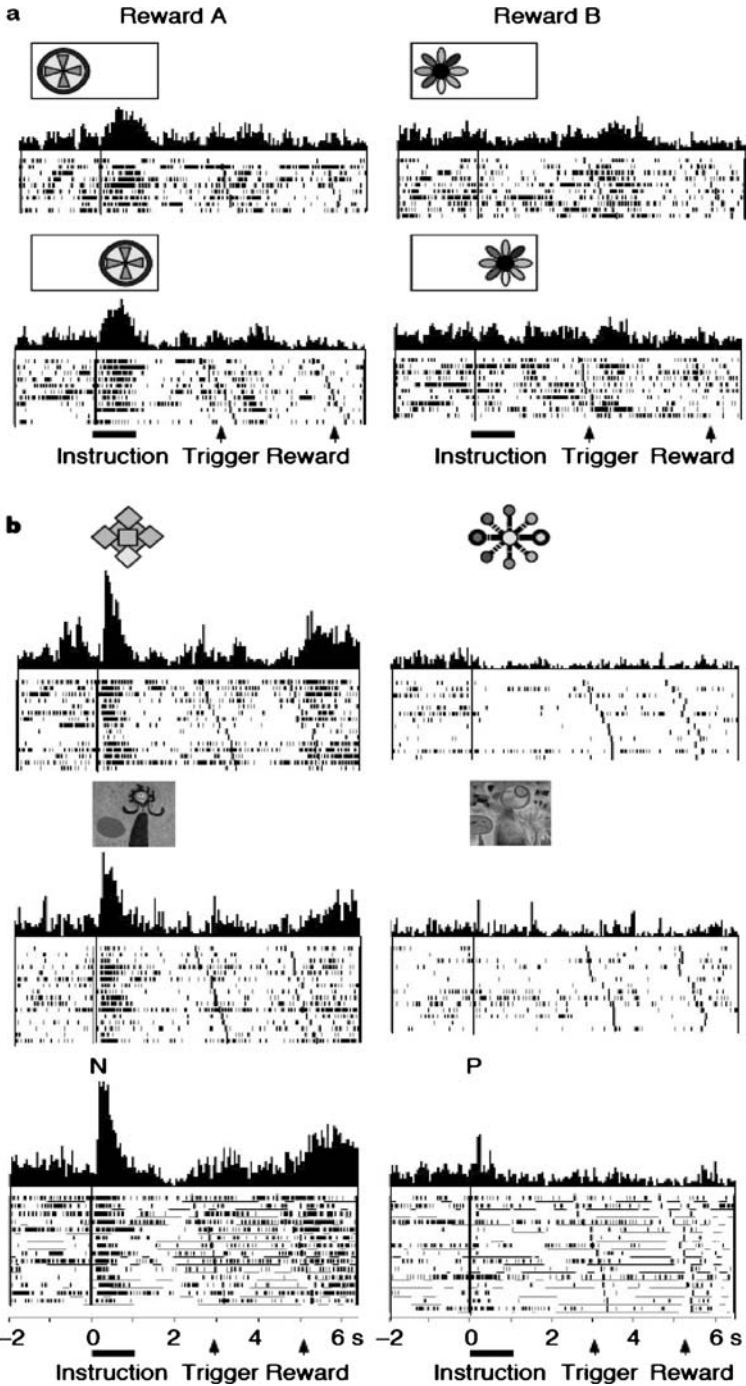 a
Reward A
Reward B
Instruction Trigger Reward
Instruction Trigger Reward
b
N
P
–2 0 2 4 6 s
–2 0 2 4 6 s
Instruction Trigger Reward
Instruction Trigger Reward